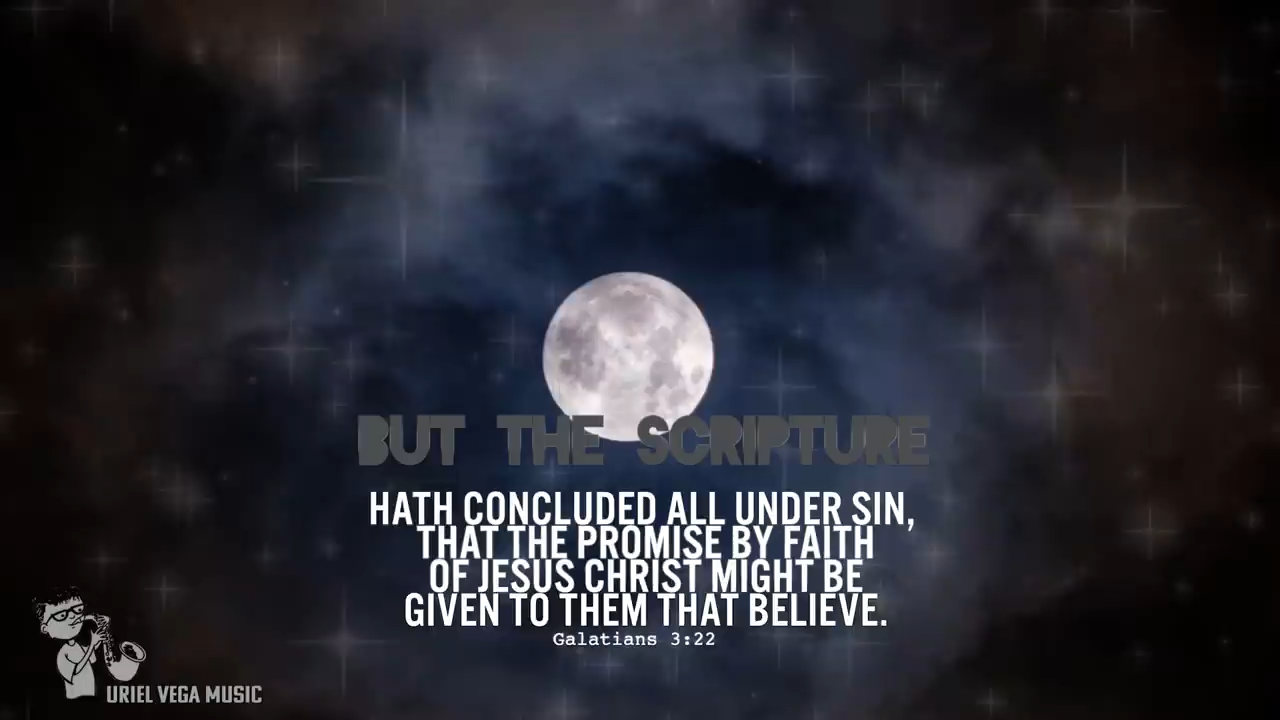 BUT THE SCRIPTURE
HATH CONCLUDED ALL UNDER SIN,
THAT THE PROMISE BY FAITH
OF JESUS CHRIST MIGHT BE
GIVEN TO THEM THAT BELIEVE.
Galatians 3:22
URIEL VEGA MUSIC